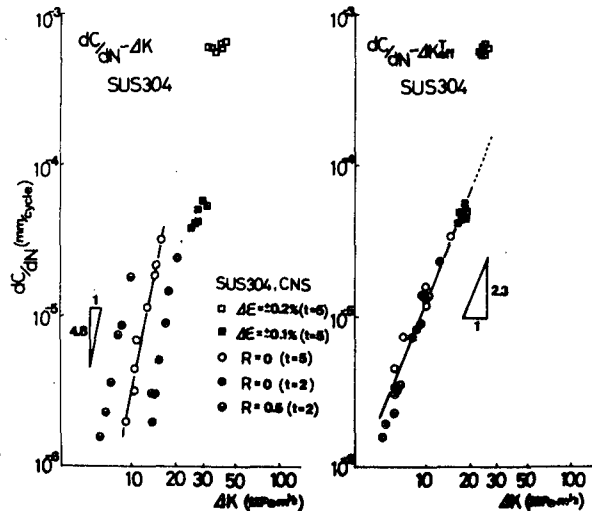 10⁻³
dC/dN-ΔK
SUS304
10⁻⁴
dC/dN (mm/cycle)
10⁻⁵
10⁻⁶
1
4.8
SUS304, CNS
ΔE=±0.2%(t=5)
ΔE=±0.1%(t=5)
R=0 (t=5)
R=0 (t=2)
R=0.5 (t=2)
10 20 30 50 100
ΔK
10⁻³
dC/dN-ΔK
SUS304
10⁻⁴
10⁻⁵
2.3
1
10 20 30 50 100
ΔK